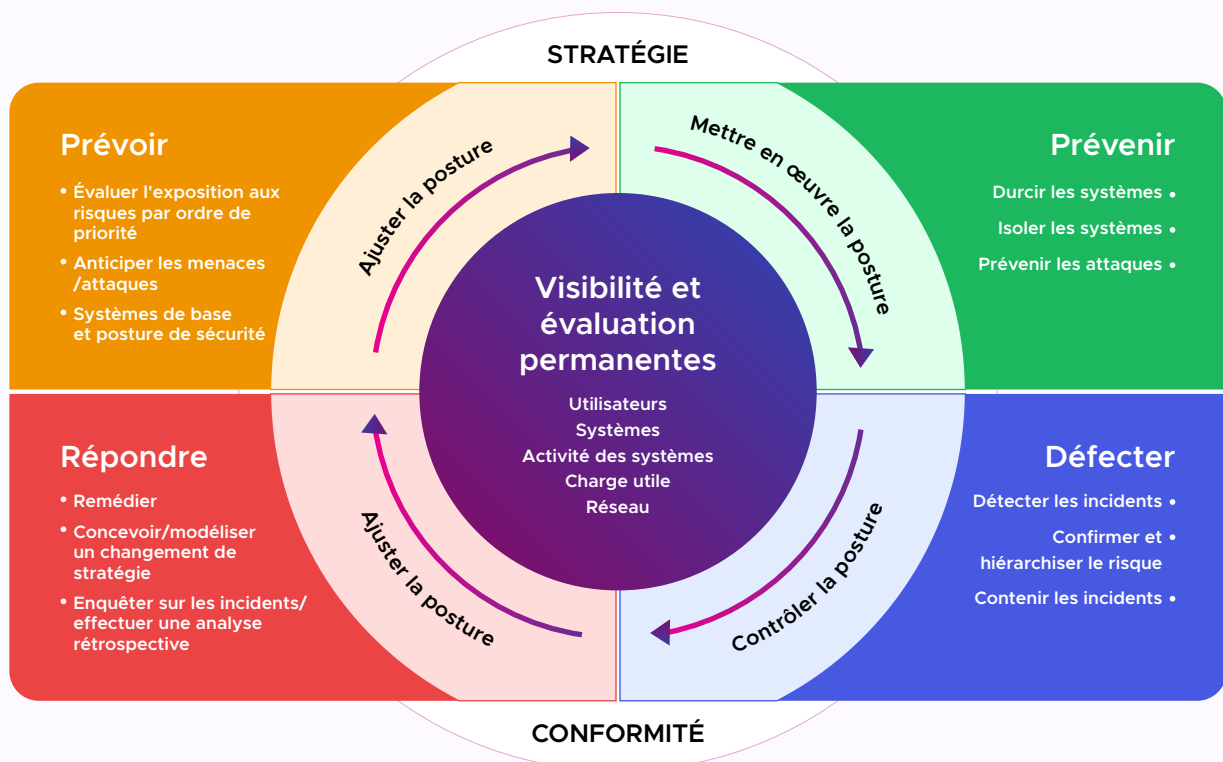 STRATÉGIE
Prévoir
• Évaluer l'exposition aux
risques par ordre de
priorité
• Anticiper les menaces
/attaques
• Systèmes de base
et posture de sécurité
Ajuster la posture
Mettre en œuvre la posture
Prévenir
Durcir les systèmes •
Isoler les systèmes •
Prévenir les attaques •
Visibilité et
évaluation
permanentes
Utilisateurs
Systèmes
Activité des systèmes
Charge utile
Réseau
Répondre
• Remédier
• Concevoir/modéliser
un changement de
stratégie
• Enquêter sur les incidents/
effectuer une analyse
rétrospective
Ajuster la posture
Contrôler la posture
Défecter
Détecter les incidents •
Confirmer et •
hiérarchiser le risque
Contenir les incidents •
CONFORMITÉ